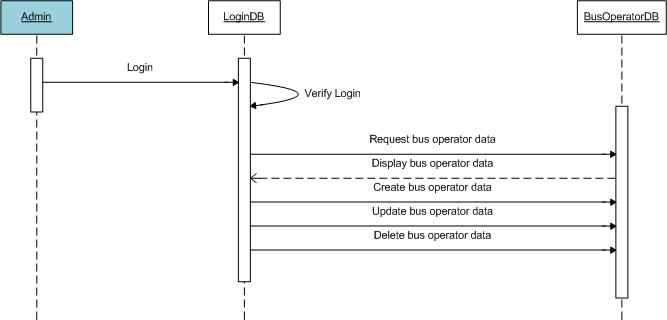 Admin
LoginDB
BusOperatorDB
Login
Verify Login
Request bus operator data
Display bus operator data
Create bus operator data
Update bus operator data
Delete bus operator data